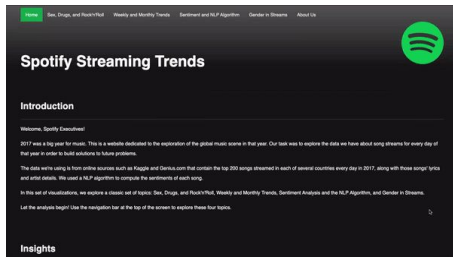 Home Sex, Drugs, and Rock'n'Roll Weekly and Monthly Trends Sentiment and NLP Algorithm Gender in Streams About Us
Spotify Streaming Trends
Introduction
Welcome, Spotify Executives!
2017 was a big year for music. This is a website dedicated to the exploration of the global music scene in that year. Our task was to explore the data we have about song streams for every day of
that year in order to build solutions to future problems.
The data we're using is from online sources such as Kaggle and Genius.com that contain the top 200 songs streamed in each of several countries every day in 2017, along with those songs' lyrics
and artist details. We used a NLP algorithm to compute the sentiments of each song.
In this set of visualizations, we explore a classic set of topics: Sex, Drugs, and Rock'n'Roll, Weekly and Monthly Trends, Sentiment Analysis and the NLP Algorithm, and Gender in Streams.
Let the analysis begin! Use the navigation bar at the top of the screen to explore these four topics.
Insights